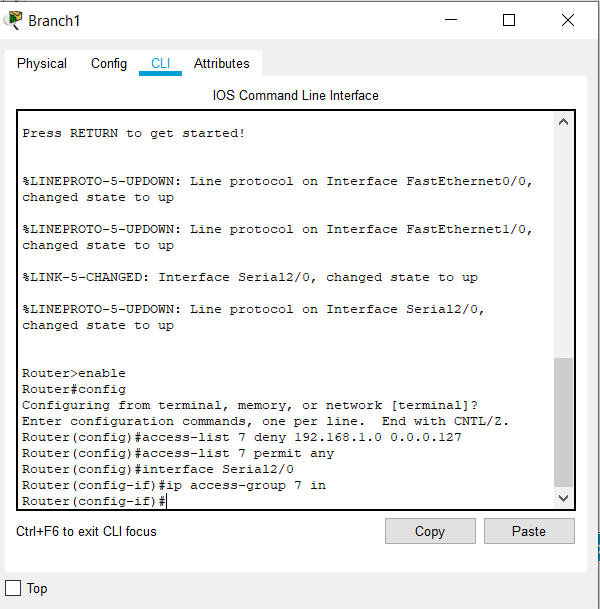 Branch1
Physical Config CLI Attributes
IOS Command Line Interface
Press RETURN to get started!
%LINEPROTO-5-UPDOWN: Line protocol on Interface FastEthernet0/0,
changed state to up
%LINEPROTO-5-UPDOWN: Line protocol on Interface FastEthernet1/0,
changed state to up
%LINK-5-CHANGED: Interface Serial2/0, changed state to up
%LINEPROTO-5-UPDOWN: Line protocol on Interface Serial2/0,
changed state to up
Router>enable
Router#config
Configuring from terminal, memory, or network [terminal]?
Enter configuration commands, one per line.  End with CNTL/Z.
Router(config)#access-list 7 deny 192.168.1.0 0.0.0.127
Router(config)#access-list 7 permit any
Router(config)#interface Serial2/0
Router(config-if)#ip access-group 7 in
Router(config-if)#
Ctrl+F6 to exit CLI focus
Copy Paste
Top